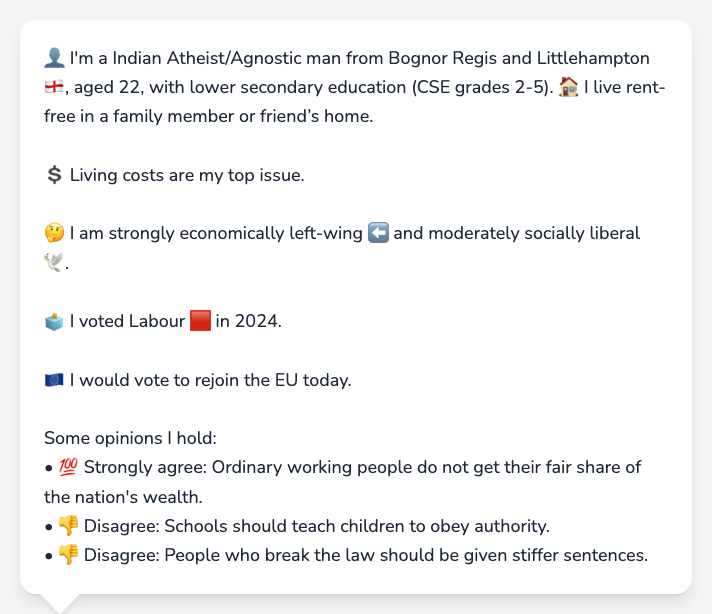 👤 I'm a Indian Atheist/Agnostic man from Bognor Regis and Littlehampton
🏴󠁧󠁢󠁥󠁮󠁧󠁿, aged 22, with lower secondary education (CSE grades 2-5). 🏠 I live rent-
free in a family member or friend’s home.
💲 Living costs are my top issue.
🤔 I am strongly economically left-wing ⬅️ and moderately socially liberal
🕊️.
🗳️ I voted Labour 🟥 in 2024.
🇪🇺 I would vote to rejoin the EU today.
Some opinions I hold:
• 💯 Strongly agree: Ordinary working people do not get their fair share of
the nation's wealth.
• 👎 Disagree: Schools should teach children to obey authority.
• 👎 Disagree: People who break the law should be given stiffer sentences.